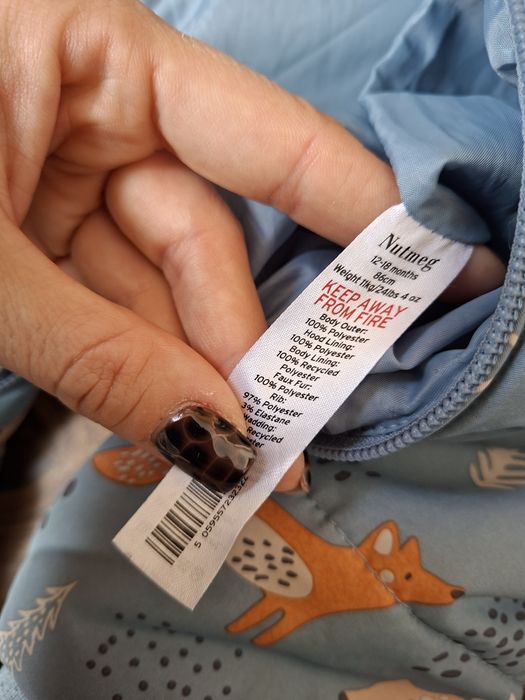 Nutmeg
12-18 months
86cm
Weight 11kg/24lbs 4 oz
KEEP AWAY
FROM FIRE
Body Outer:
100% Polyester
Hood Lining:
100% Polyester
Body Lining:
100% Recycled
Polyester
Faux Fur:
100% Polyester
Rib:
97% Polyester
3% Elastane
Wadding:
Recycled
5 059557232